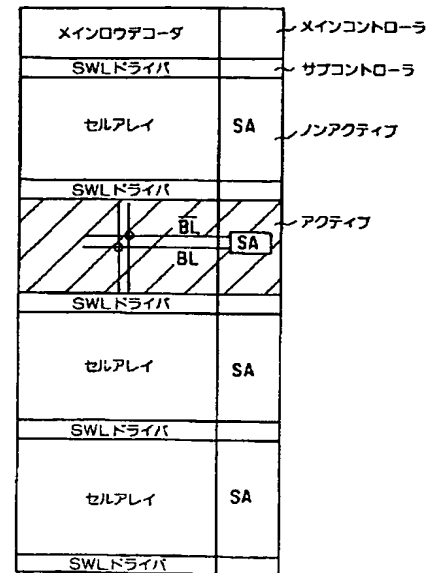 メインロウデコーダ
メインコントローラ
SWLドライバ
サブコントローラ
セルアレイ
SA
ノンアクティブ
SWLドライバ
アクティブ
BL
SA
BL
SWLドライバ
セルアレイ
SA
SWLドライバ
セルアレイ
SA
SWLドライバ